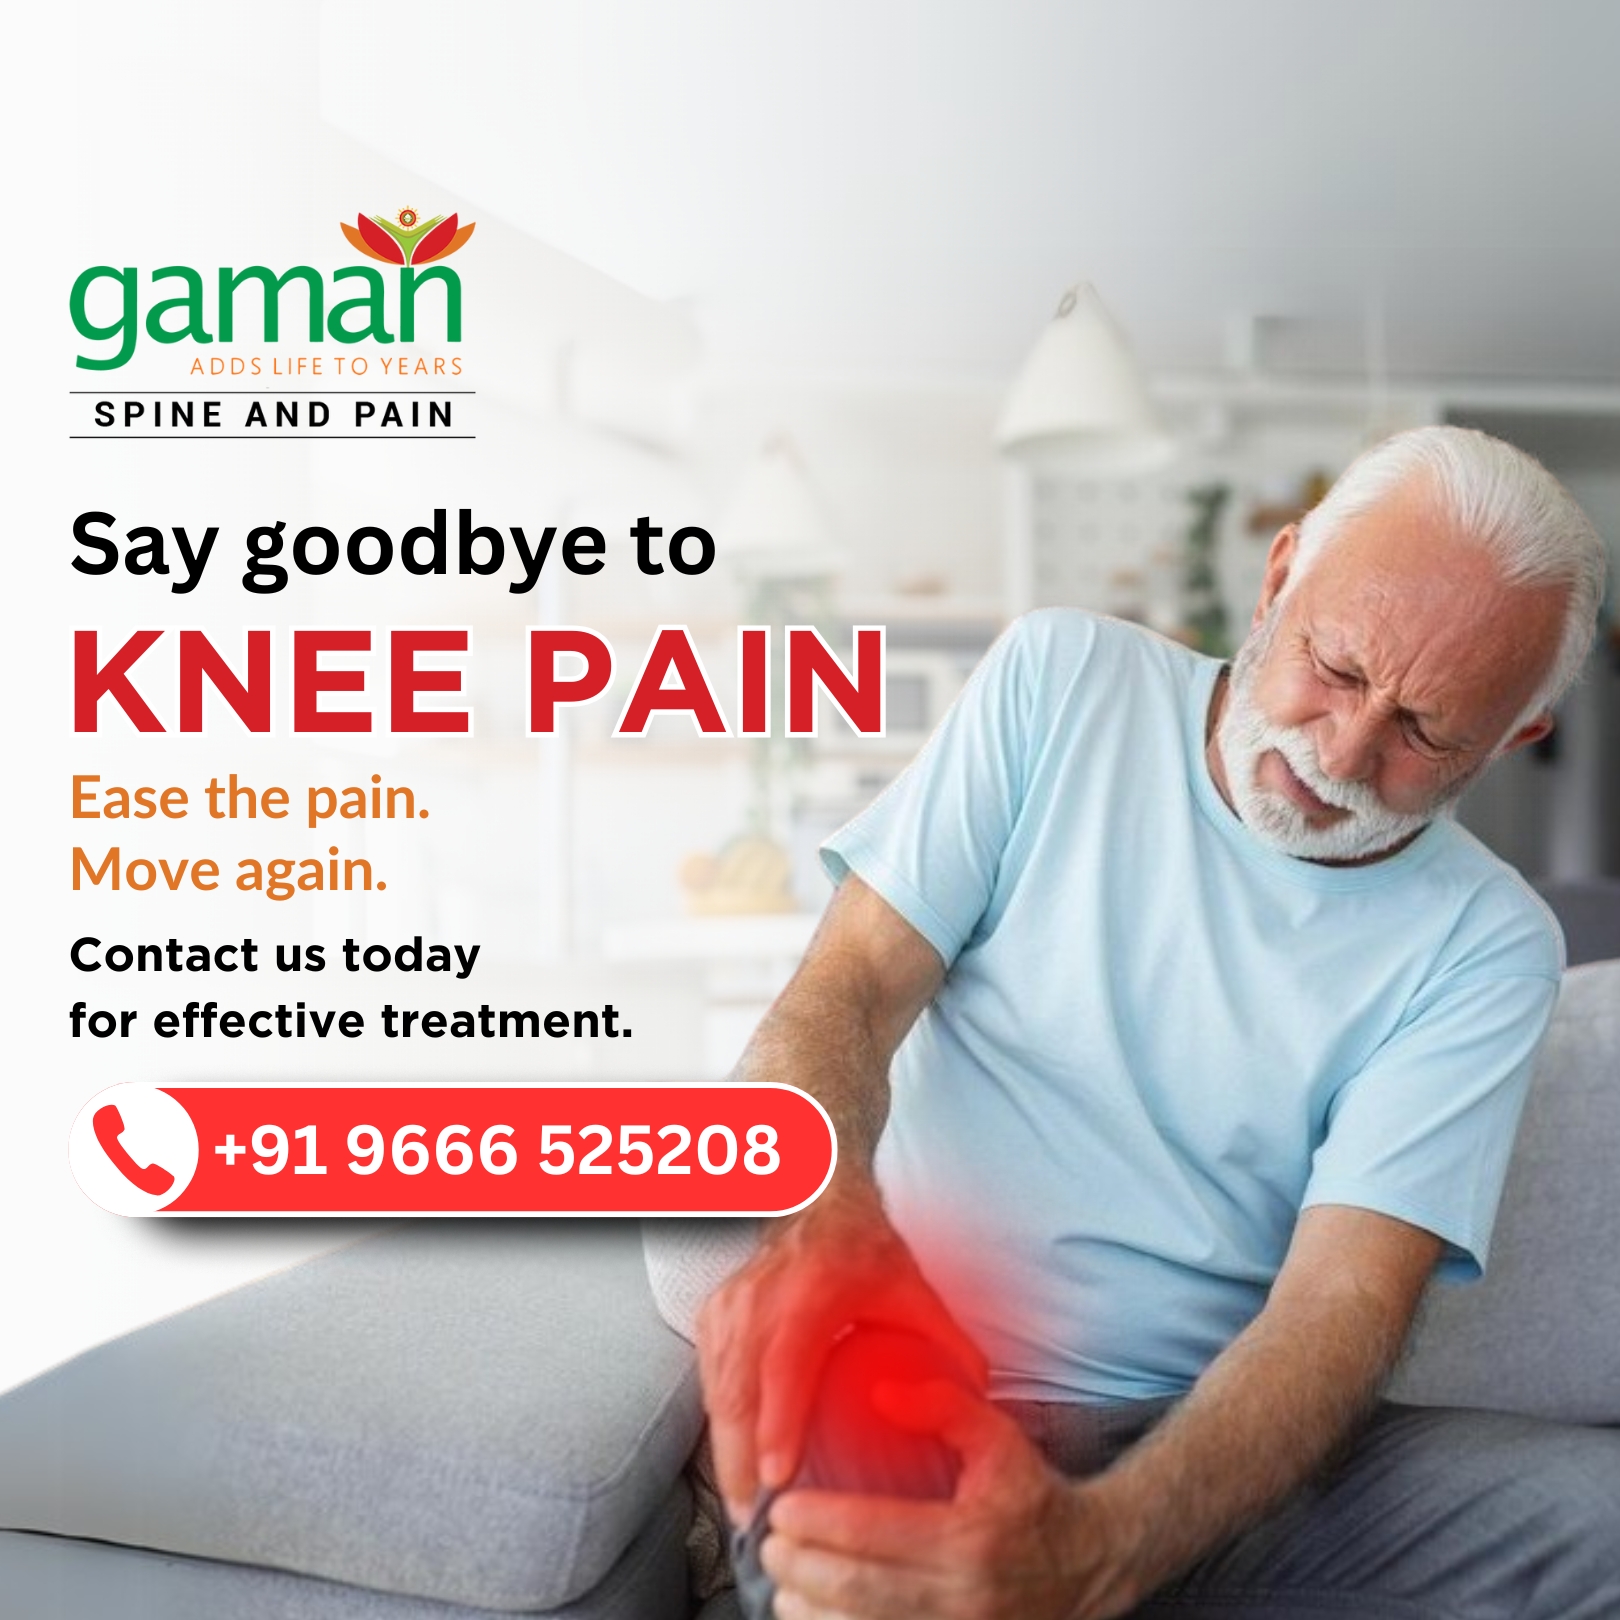 gaman
ADDS LIFE TO YEARS
SPINE AND PAIN
Say goodbye to
KNEE PAIN
Ease the pain.
Move again.
Contact us today
for effective treatment.
+91 9666 525208